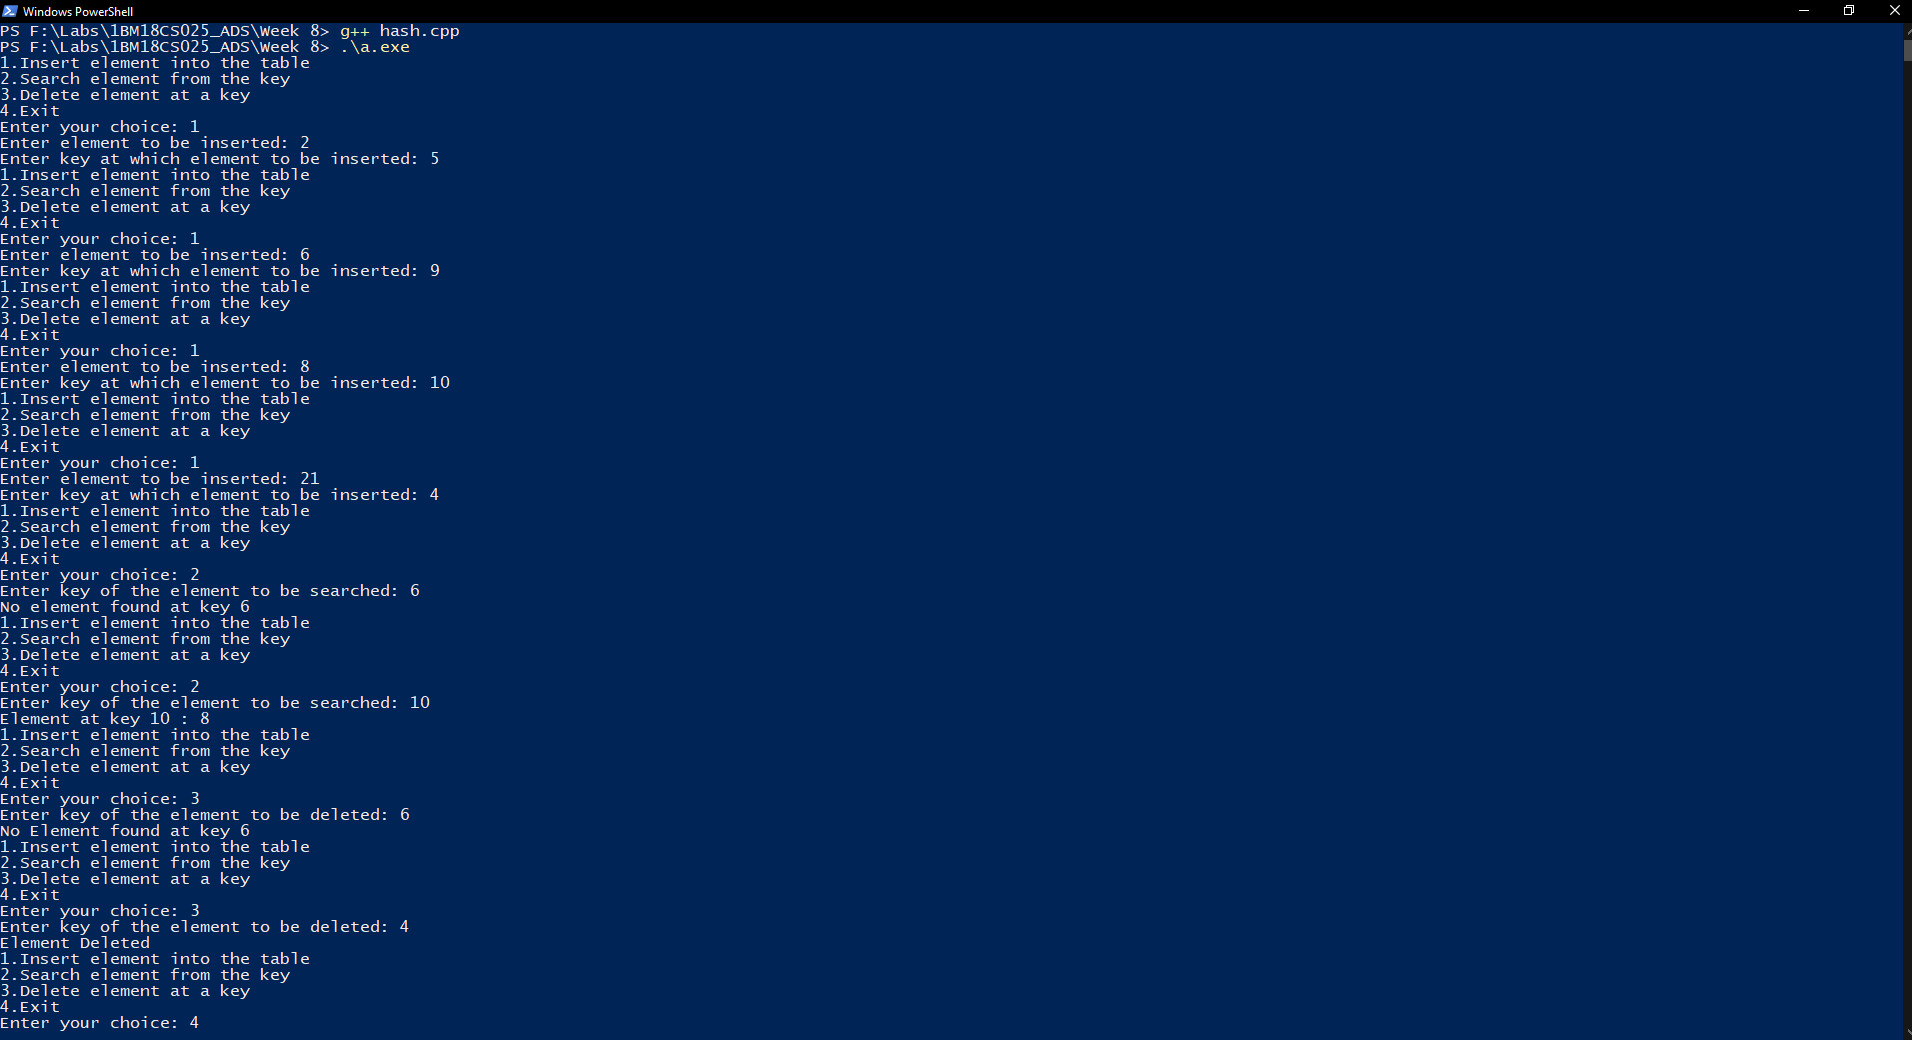 Windows PowerShell
PS F:\Labs\1BM18CS025_ADS\Week 8> g++ hash.cpp
PS F:\Labs\1BM18CS025_ADS\Week 8> .\a.exe
1.Insert element into the table
2.Search element from the key
3.Delete element at a key
4.Exit
Enter your choice: 1
Enter element to be inserted: 2
Enter key at which element to be inserted: 5
1.Insert element into the table
2.Search element from the key
3.Delete element at a key
4.Exit
Enter your choice: 1
Enter element to be inserted: 6
Enter key at which element to be inserted: 9
1.Insert element into the table
2.Search element from the key
3.Delete element at a key
4.Exit
Enter your choice: 1
Enter element to be inserted: 8
Enter key at which element to be inserted: 10
1.Insert element into the table
2.Search element from the key
3.Delete element at a key
4.Exit
Enter your choice: 1
Enter element to be inserted: 21
Enter key at which element to be inserted: 4
1.Insert element into the table
2.Search element from the key
3.Delete element at a key
4.Exit
Enter your choice: 2
Enter key of the element to be searched: 6
No element found at key 6
1.Insert element into the table
2.Search element from the key
3.Delete element at a key
4.Exit
Enter your choice: 2
Enter key of the element to be searched: 10
Element at key 10 : 8
1.Insert element into the table
2.Search element from the key
3.Delete element at a key
4.Exit
Enter your choice: 3
Enter key of the element to be deleted: 6
No Element found at key 6
1.Insert element into the table
2.Search element from the key
3.Delete element at a key
4.Exit
Enter your choice: 3
Enter key of the element to be deleted: 4
Element Deleted
1.Insert element into the table
2.Search element from the key
3.Delete element at a key
4.Exit
Enter your choice: 4